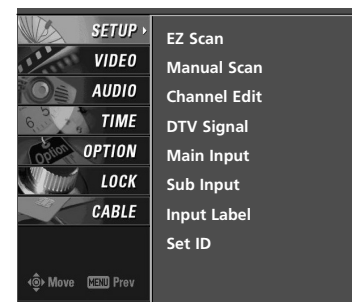 SETUP
VIDEO
AUDIO
TIME
OPTION
LOCK
CABLE
Move MENU Prev
EZ Scan
Manual Scan
Channel Edit
DTV Signal
Main Input
Sub Input
Input Label
Set ID